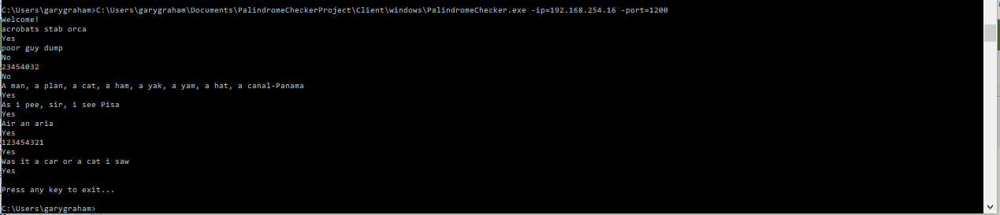 C:\Users\garygraham>C:\Users\garygraham\Documents\PalindromeCheckerProject\Client\windows\PalindromeChecker.exe -ip=192.168.254.16 -port=1200
Welcome!
acrobats stab orca
Yes
poor guy dump
No
23454032
No
A man, a plan, a cat, a ham, a yak, a yam, a hat, a canal-Panama
Yes
As i pee, sir, i see Pisa
Yes
Air an aria
Yes
123454321
Yes
Was it a car or a cat i saw
Yes
Press any key to exit...
C:\Users\garygraham>